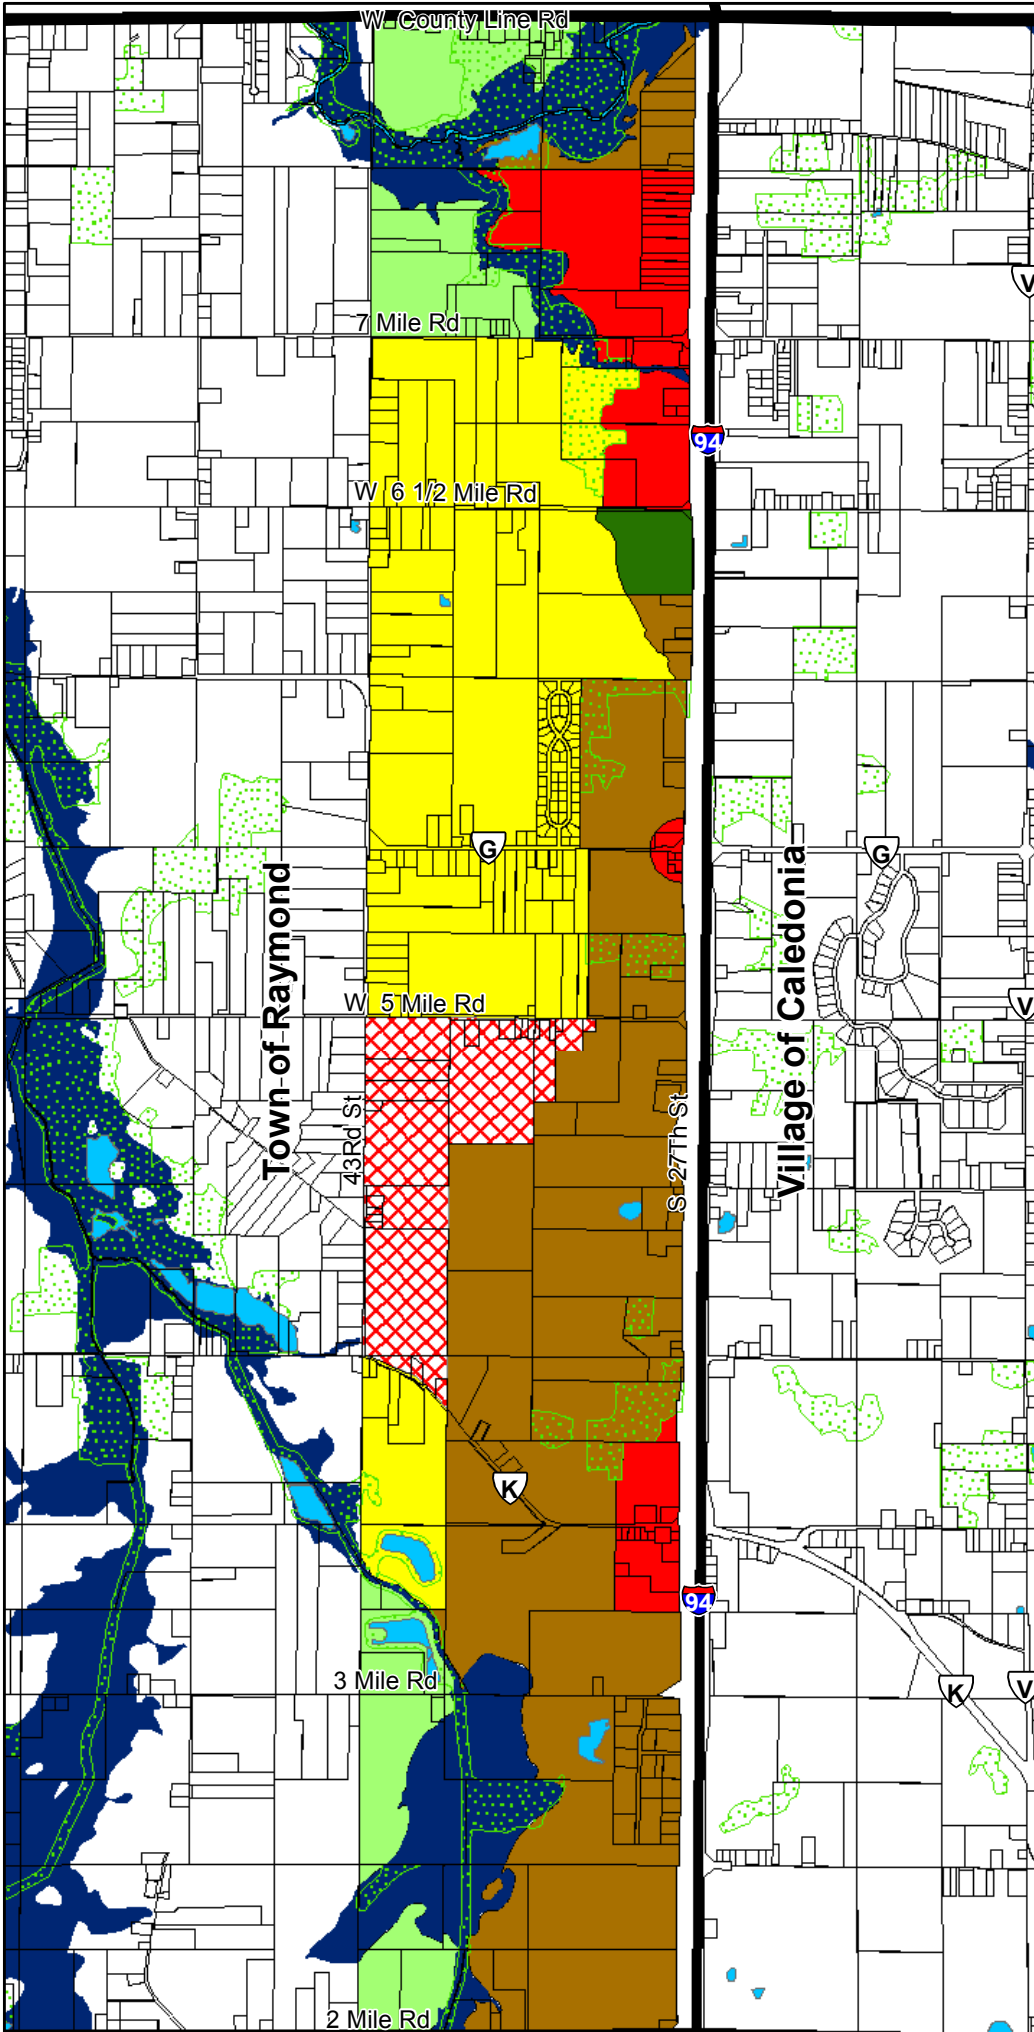 W County Line Rd
V
7 Mile Rd
94
W 6 1/2 Mile Rd
G
G
Town of Raymond
Village of Caledonia
W 5 Mile Rd
V
43Rd St
S 27Th St
K
94
3 Mile Rd
K
V
2 Mile Rd